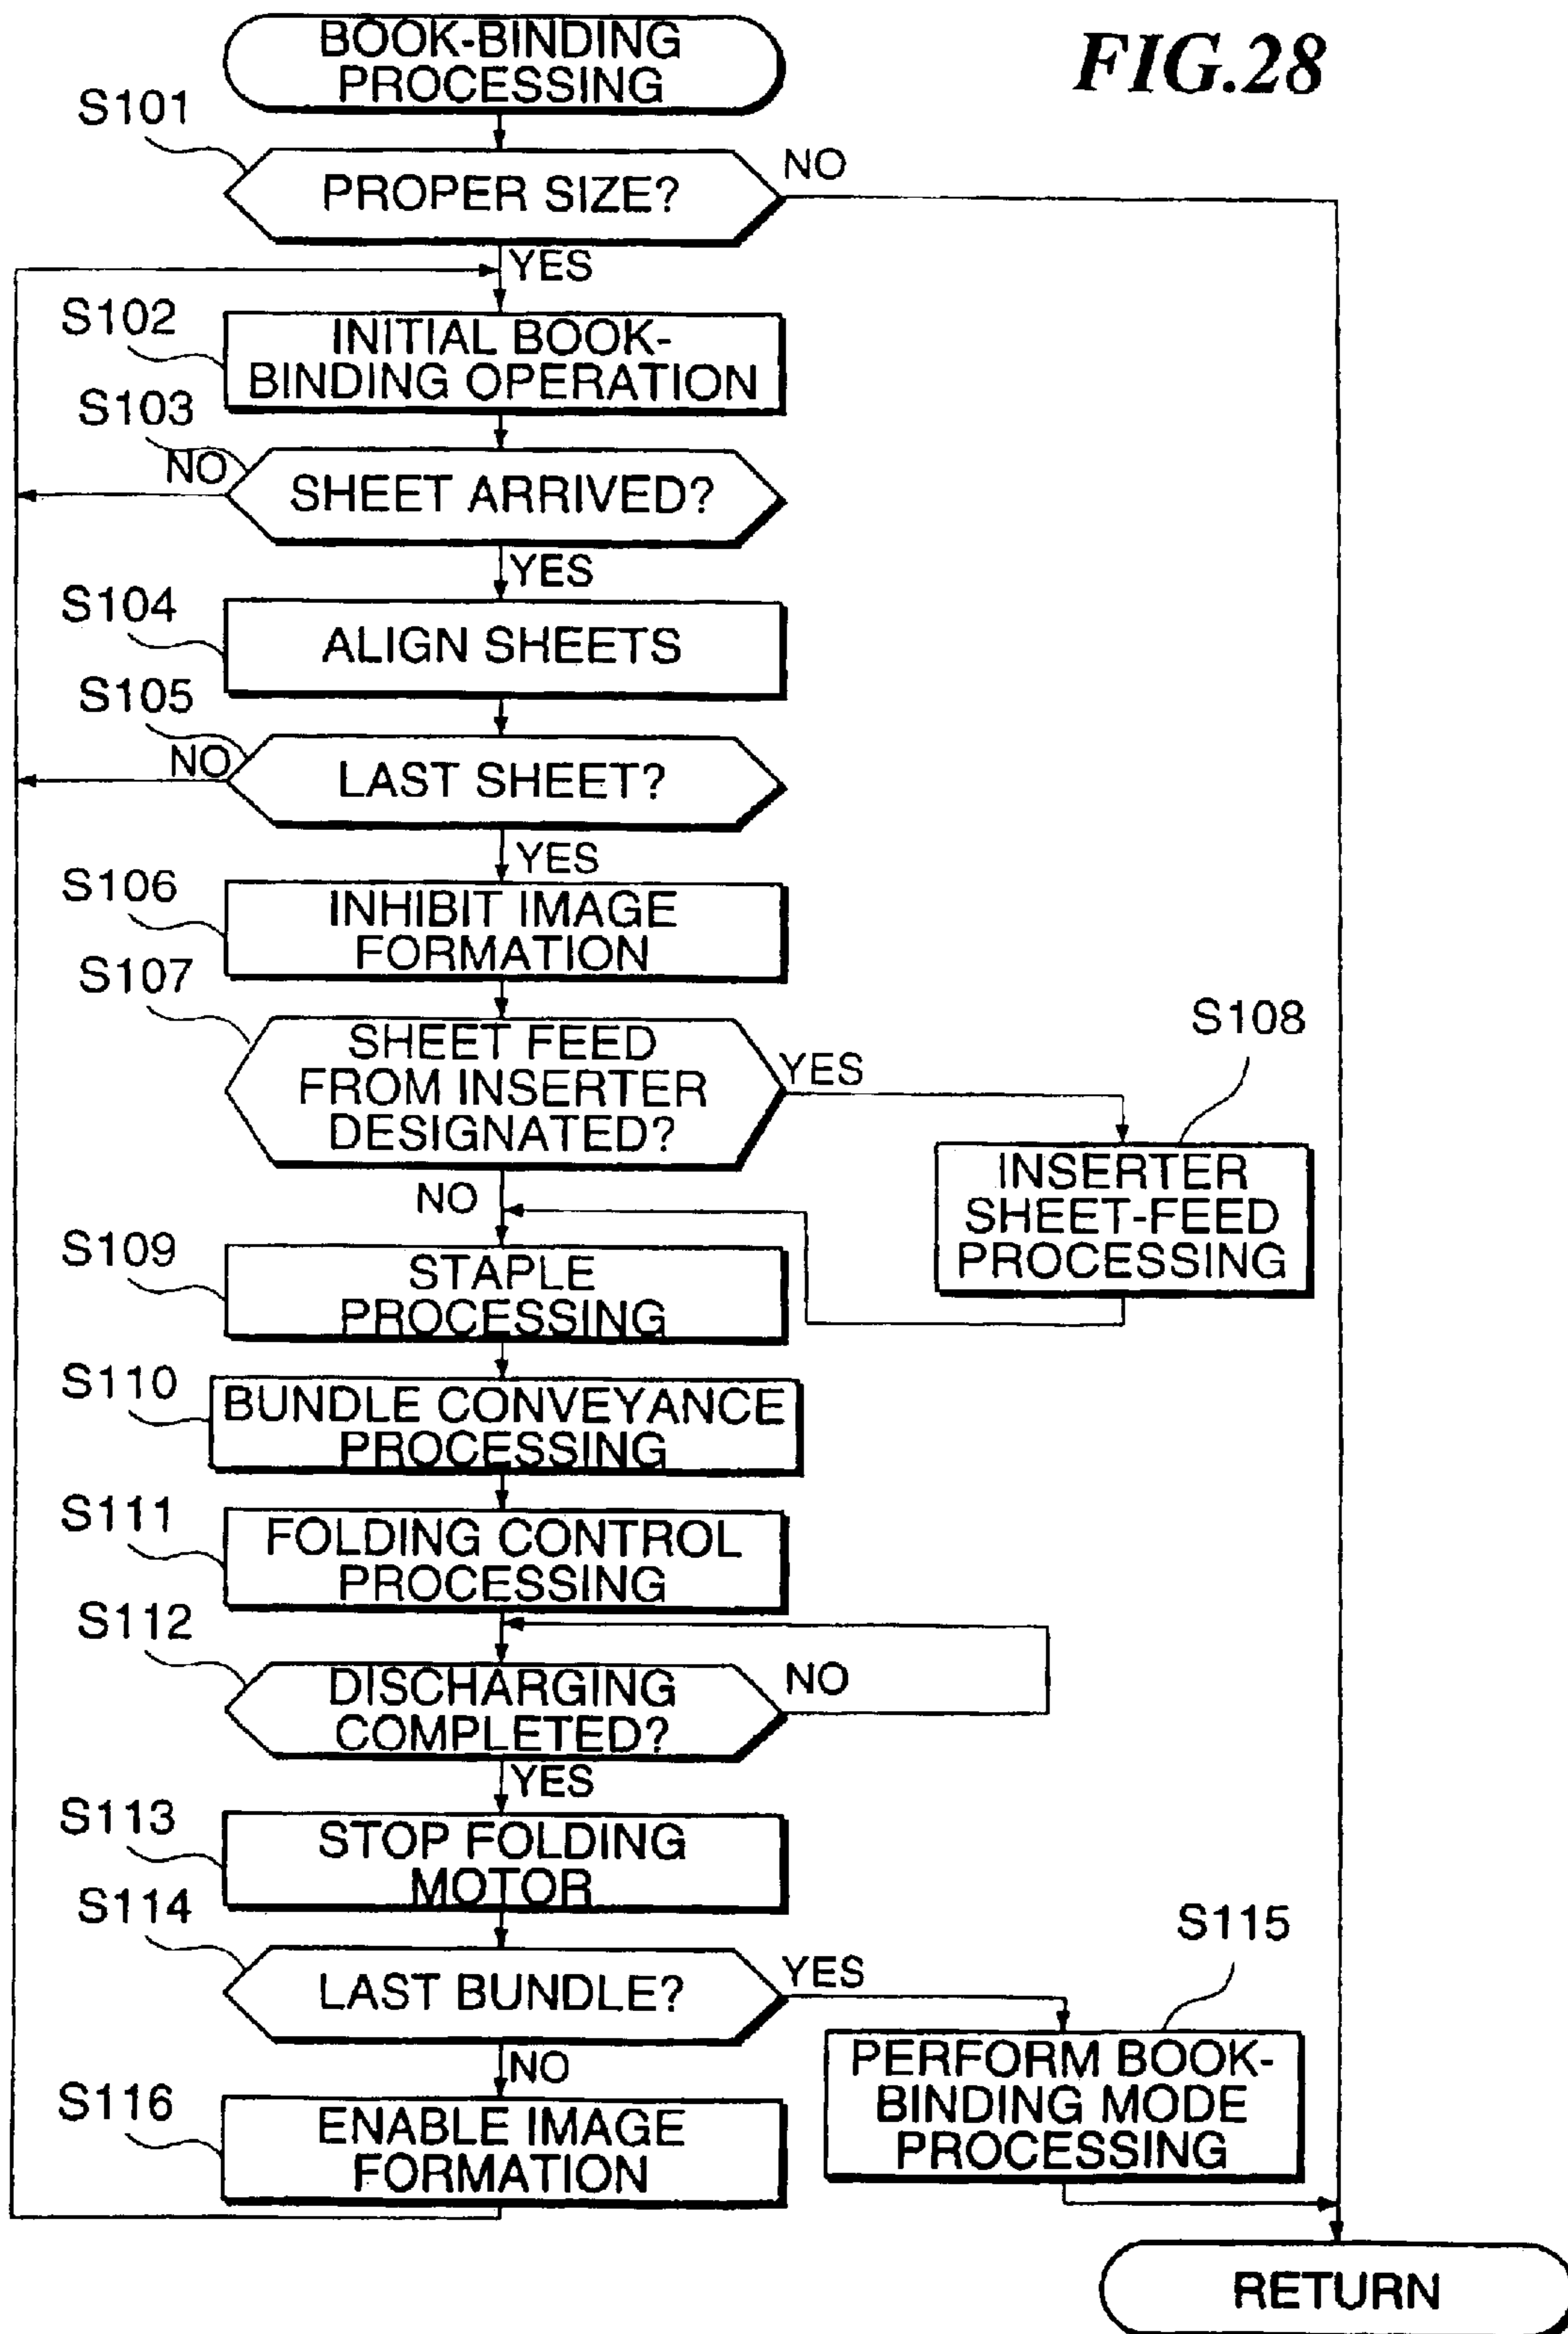 FIG.28
BOOK-BINDING
PROCESSING
S101
PROPER SIZE?
NO
YES
S102
INITIAL BOOK-
BINDING OPERATION
S103
NO
SHEET ARRIVED?
YES
S104
ALIGN SHEETS
S105
NO
LAST SHEET?
YES
S106
INHIBIT IMAGE
FORMATION
S107
SHEET FEED
FROM INSERTER
DESIGNATED?
YES
S108
INSERTER
SHEET-FEED
PROCESSING
NO
S109
STAPLE
PROCESSING
S110
BUNDLE CONVEYANCE
PROCESSING
S111
FOLDING CONTROL
PROCESSING
S112
DISCHARGING
COMPLETED?
NO
YES
S113
STOP FOLDING
MOTOR
S114
LAST BUNDLE?
YES
S115
PERFORM BOOK-
BINDING MODE
PROCESSING
NO
S116
ENABLE IMAGE
FORMATION
RETURN